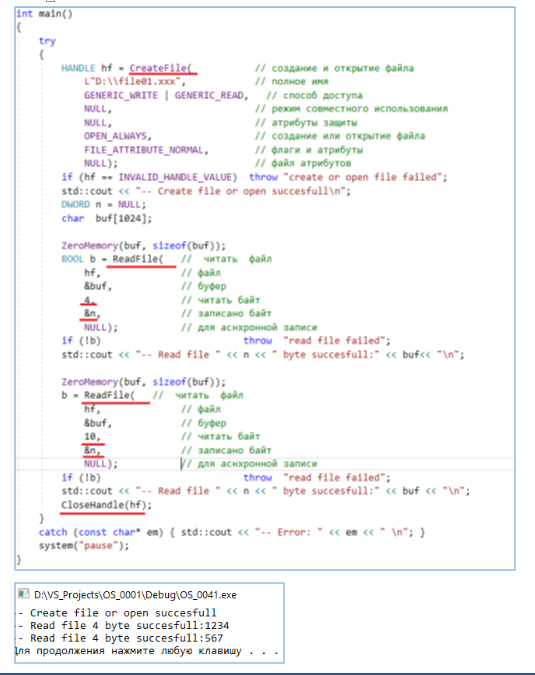 int main()
{
try
{
HANDLE hf = CreateFile( // создание и открытие файла
L"D:\\file01.xxx", // полное имя
GENERIC_WRITE | GENERIC_READ, // способ доступа
NULL, // режим совместного использования
NULL, // атрибуты защиты
OPEN_ALWAYS, // создание или открытие файла
FILE_ATTRIBUTE_NORMAL, // флаги и атрибуты
NULL); // файл атрибутов
if (hf == INVALID_HANDLE_VALUE) throw "create or open file failed";
std::cout << "-- Create file or open succesfull\n";
DWORD n = NULL;
char buf[1024];
ZeroMemory(buf, sizeof(buf));
BOOL b = ReadFile( // читать файл
hf, // файл
&buf, // буфер
4, // читать байт
&n, // записано байт
NULL); // для аснхронной записи
if (!b) throw "read file failed";
std::cout << "-- Read file " << n << " byte succesfull:" << buf<< "\n";
ZeroMemory(buf, sizeof(buf));
b = ReadFile( // читать файл
hf, // файл
&buf, // буфер
10, // читать байт
&n, // записано байт
NULL); // для аснхронной записи
if (!b) throw "read file failed";
std::cout << "-- Read file " << n << " byte succesfull:" << buf << "\n";
CloseHandle(hf);
}
catch (const char* em) { std::cout << "-- Error: " << em << " \n"; }
system("pause");
}
D:\VS_Projects\OS_0001\Debug\OS_0041.exe
-- Create file or open succesfull
-- Read file 4 byte succesfull:1234
-- Read file 4 byte succesfull:567
Для продолжения нажмите любую клавишу . . .